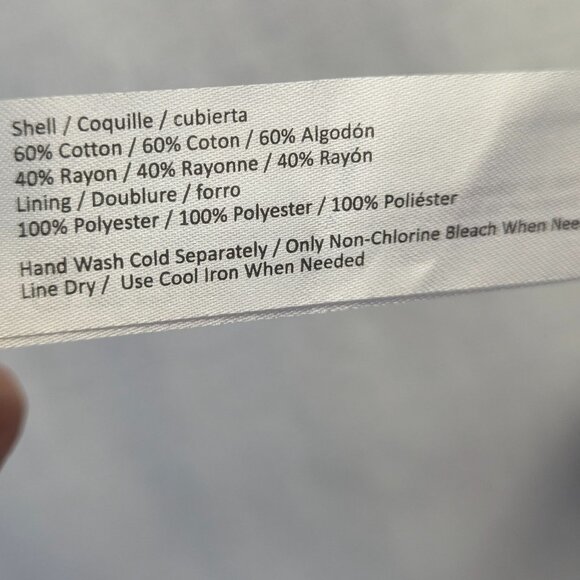 Shell / Coquille / cubierta
60% Cotton / 60% Coton / 60% Algodón
40% Rayon / 40% Rayonne / 40% Rayón
Lining / Doublure / forro
100% Polyester / 100% Polyester / 100% Poliéster
Hand Wash Cold Separately / Only Non-Chlorine Bleach When
Line Dry / Use Cool Iron When Needed